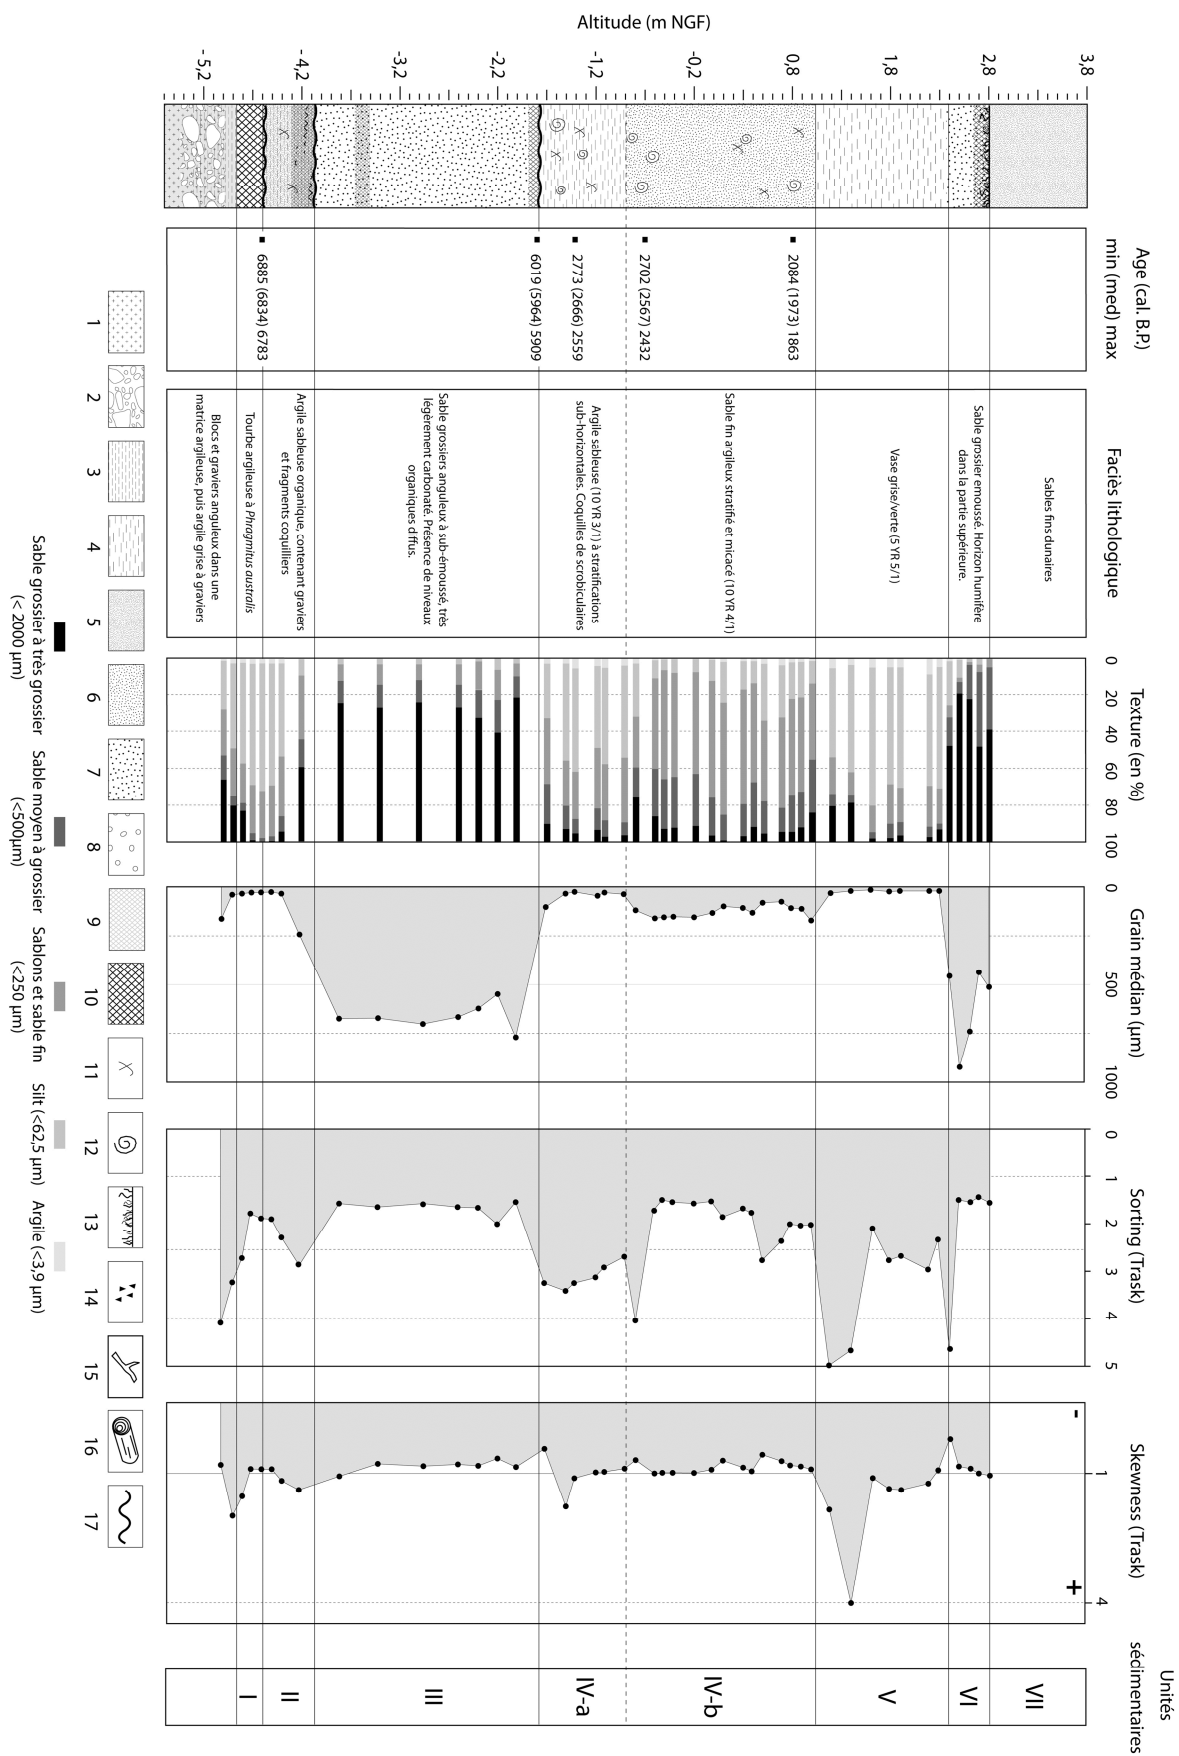 Altitude (m NGF)
-5,2
-4,2
-3,2
-2,2
-1,2
-0,2
0,8
1,8
2,8
3,8
Age (cal. B.P.)
min (med) max
2084 (1973) 1863
2702 (2567) 2432
2773 (2666) 2559
6019 (5964) 5909
6885 (6834) 6783
Faciès lithologique
Sables fins dunaires
Sable grossier emoussé. Horizon humifère
dans la partie supérieure.
Vase grise/verte (5 YR 5/1)
Sable fin argileux stratifié et micacé (10 YR 4/1)
Argile sableuse (10 YR 3/1) à stratifications
sub-horizontales. Coquilles de scrobiculaires
Sable grossiers anguleux à sub-émoussé, très
légèrement carbonaté. Présence de niveaux
organiques diffus.
Argile sableuse organique, contenant graviers
et fragments coquilliers
Tourbe argileuse à Phragmitus australis
Blocs et graviers anguleux dans une
matrice argileuse, puis argile grise à graviers
Texture (en %)
0
20
40
60
80
100
Grain médian (µm)
0
500
1000
Sorting (Trask)
0
1
2
3
4
5
Skewness (Trask)
-
1
+
4
Unités
sédimentaires
VII
VI
V
IV-b
IV-a
III
II
I
1
2
3
4
5
6
7
8
9
10
11
12
13
14
15
16
17
Sable grossier à très grossier
(< 2000 µm)
Sable moyen à grossier
(<500µm)
Sablons et sable fin
(<250 µm)
Silt (<62,5 µm)
Argile (<3,9 µm)